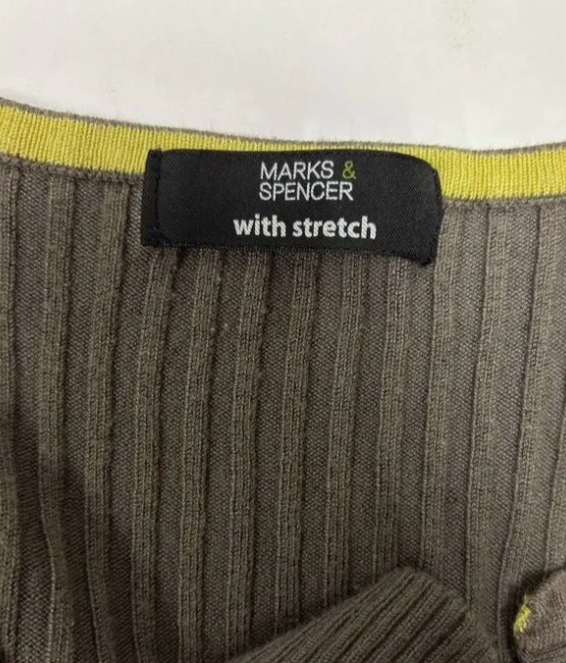 MARKS &
SPENCER
with stretch